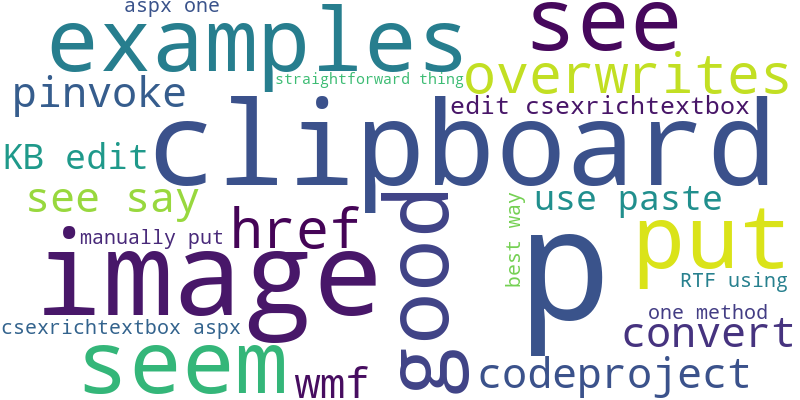 aspx one
examples
see
straightforward thing
overwrites
pinvoke
clipboard
edit csexrichtextbox
KB edit
see say
use paste
href
good
best way
p
put
manually put
image
RTF using
csexrichtextbox aspx
one method
convert
seem
wmf
codeproject